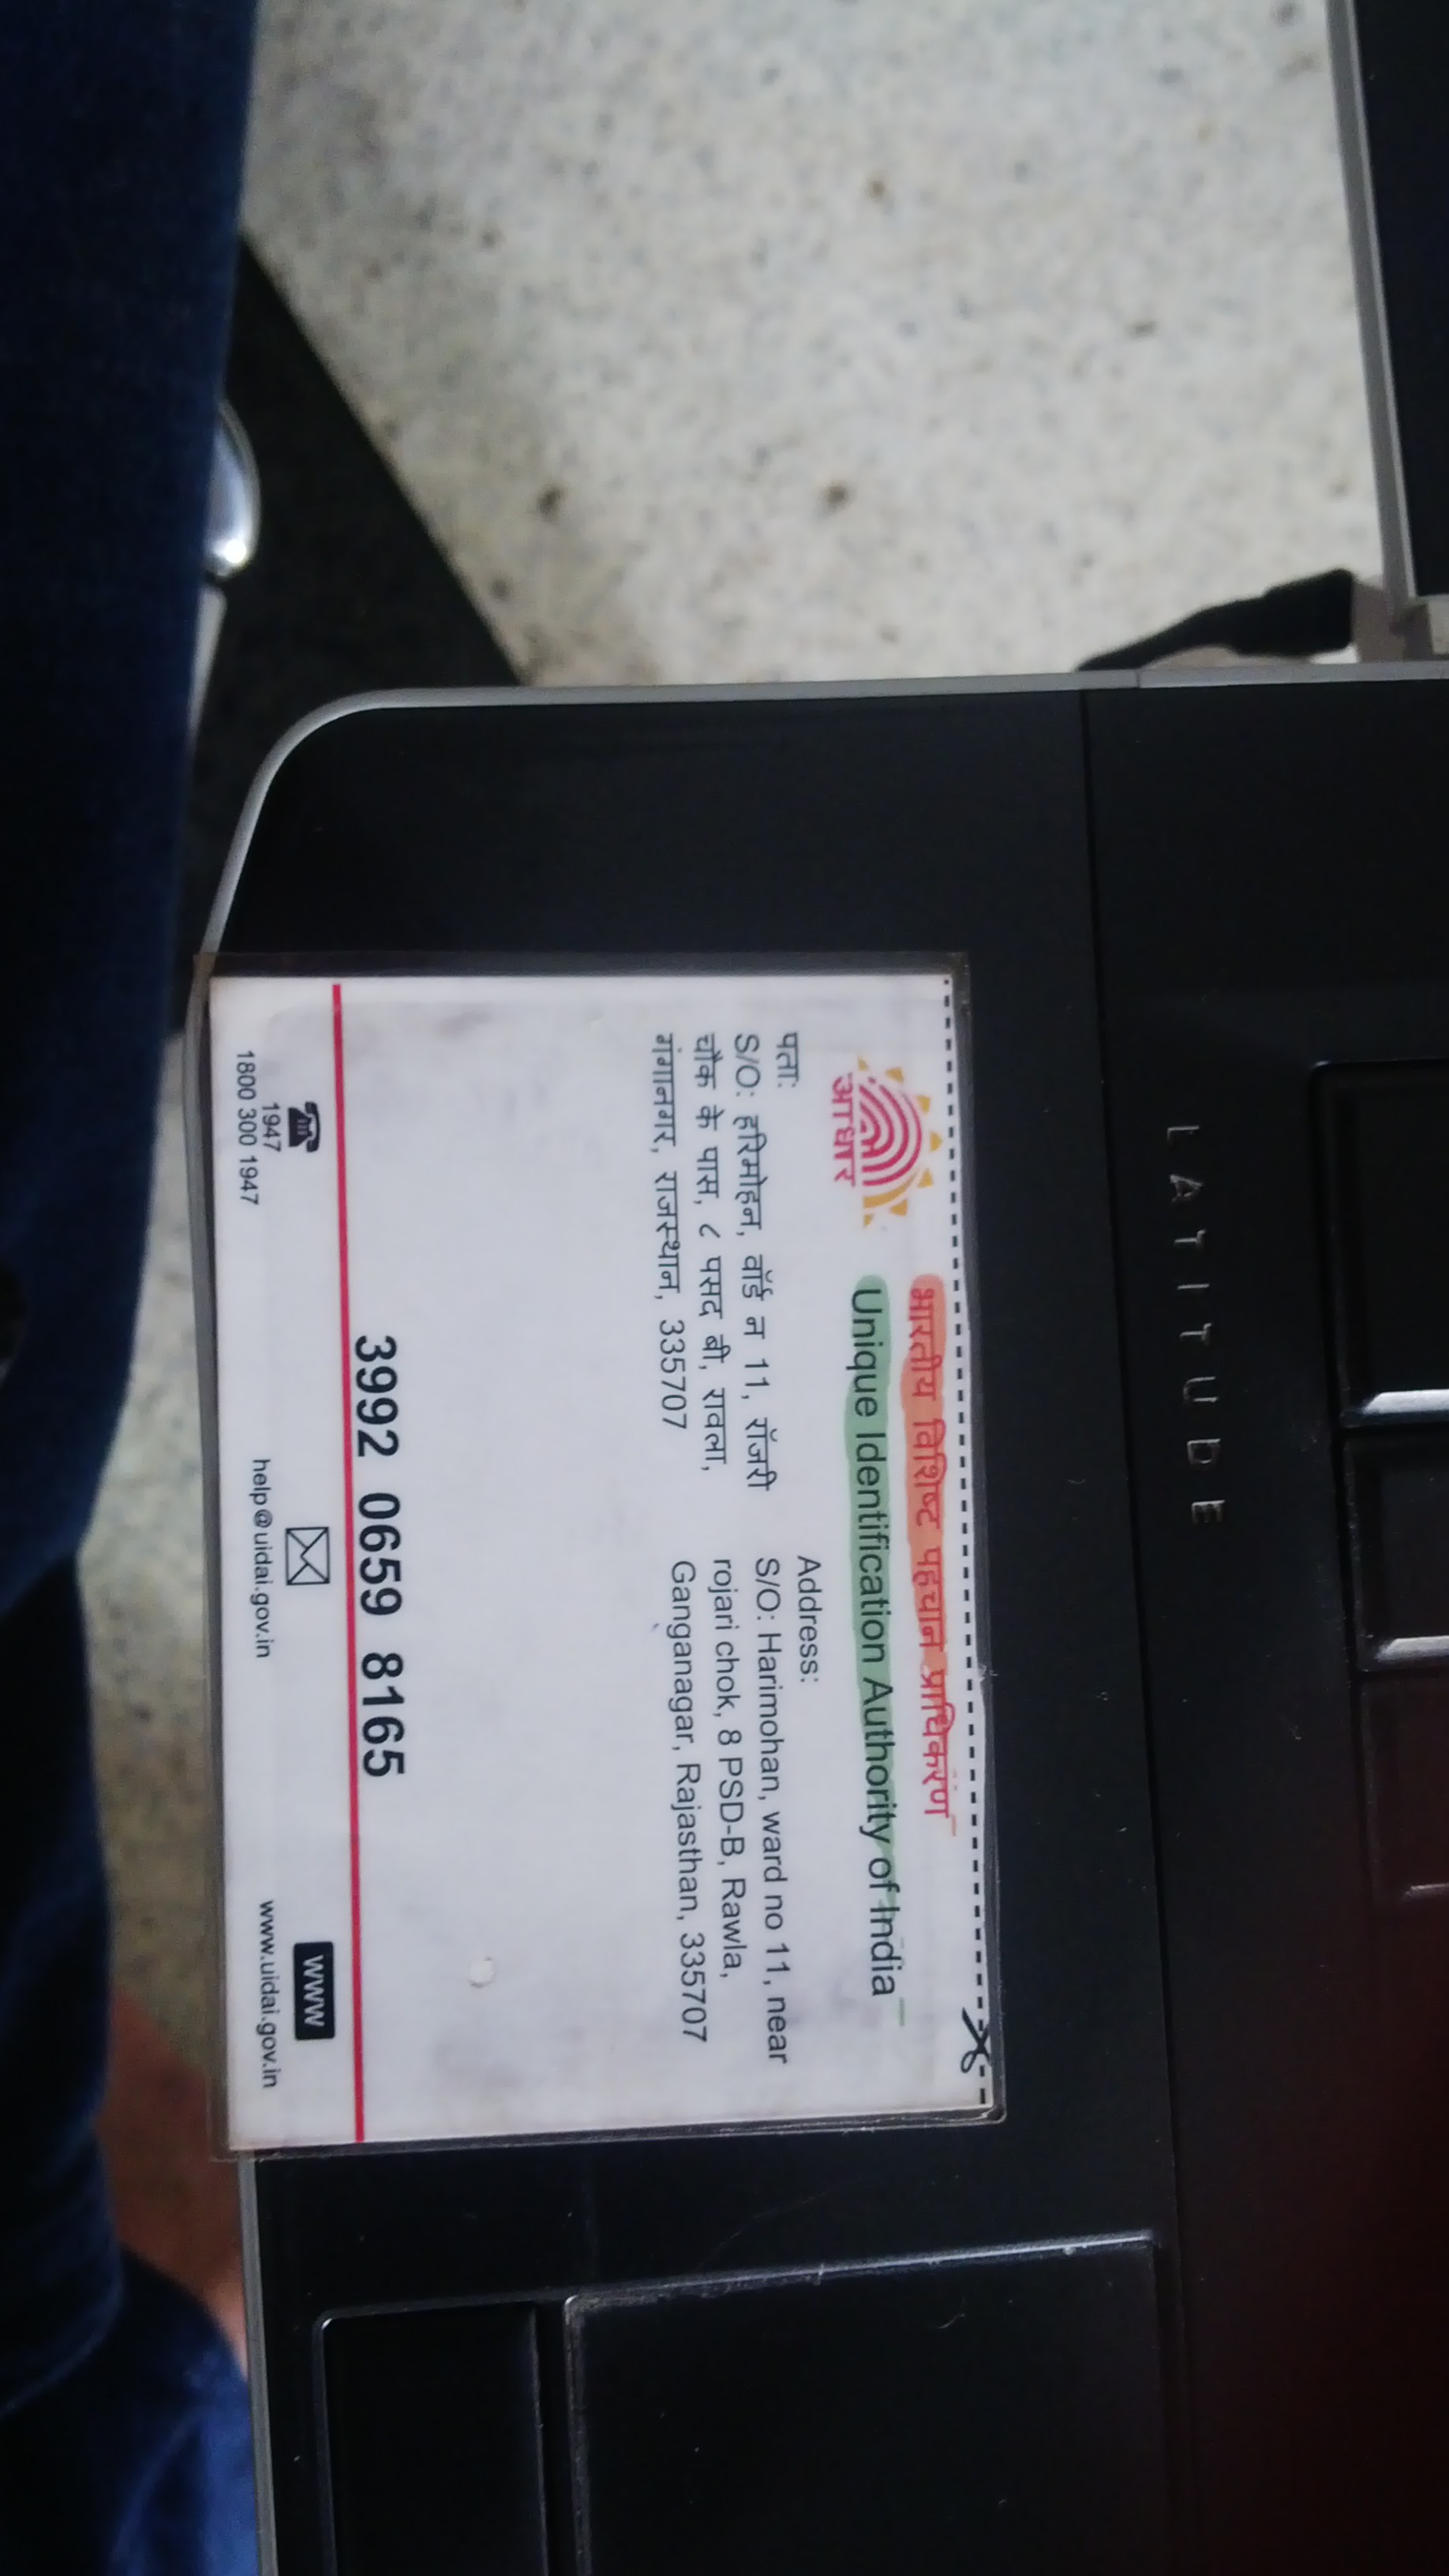 आधार
भारतीय विशिष्ट पहचान प्राधिकरण
Unique Identification Authority of India
पता:
S/O: हरिमोहन, वॉर्ड न 11, रॉजरी
चौक के पास, ८ पसद बी, रावला,
गंगानगर, राजस्थान, 335707
Address:
S/O: Harimohan, ward no 11, near
rojari chok, 8 PSD-B, Rawla,
Ganganagar, Rajasthan, 335707
3992 0659 8165
1947
1800 300 1947
help@uidai.gov.in
www
www.uidai.gov.in
LATITUDE